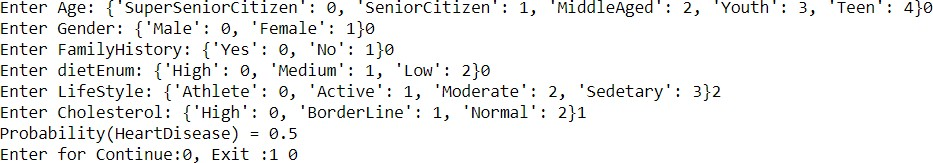 Enter Age: {'SuperSeniorCitizen': 0, 'SeniorCitizen': 1, 'MiddleAged': 2, 'Youth': 3, 'Teen': 4}0
Enter Gender: {'Male': 0, 'Female': 1}0
Enter FamilyHistory: {'Yes': 0, 'No': 1}0
Enter dietEnum: {'High': 0, 'Medium': 1, 'Low': 2}0
Enter LifeStyle: {'Athlete': 0, 'Active': 1, 'Moderate': 2, 'Sedetary': 3}2
Enter Cholesterol: {'High': 0, 'BorderLine': 1, 'Normal': 2}1
Probability(HeartDisease) = 0.5
Enter for Continue:0, Exit :1 0